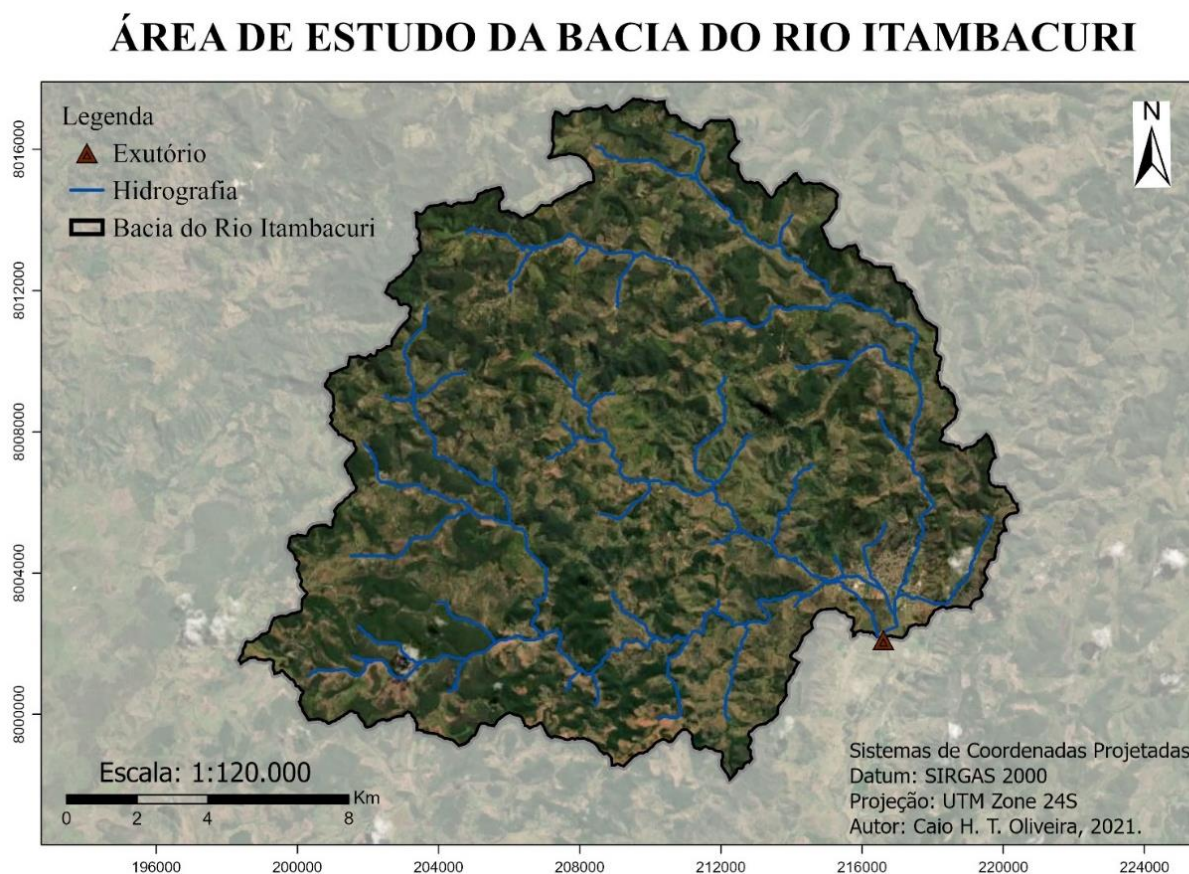 ÁREA DE ESTUDO DA BACIA DO RIO ITAMBACURI
Legenda
Exutório
Hidrografia
Bacia do Rio Itambacuri
N
8016000
8012000
8008000
8004000
8000000
Escala: 1:120.000
Km
0 2 4 8
Sistemas de Coordenadas Projetadas
Datum: SIRGAS 2000
Projeção: UTM Zone 24S
Autor: Caio H. T. Oliveira, 2021.
196000 200000 204000 208000 212000 216000 220000 224000